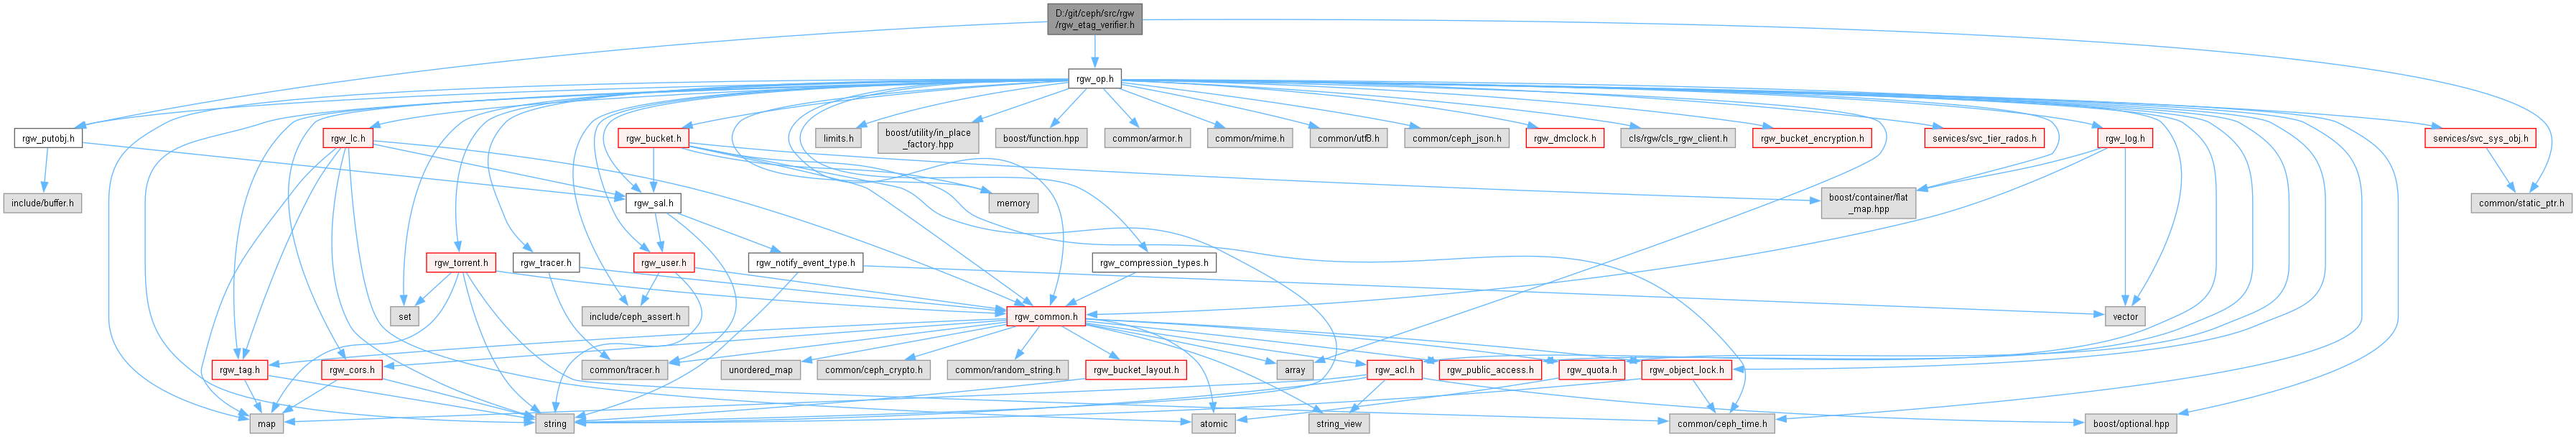 D:/git/ceph/src/rgw
/rgw_etag_verifier.h
rgw_op.h
rgw_putobj.h
rgw_lc.h
rgw_bucket.h
limits.h
boost/utility/in_place
_factory.hpp
boost/function.hpp
common/armor.h
common/mime.h
common/utf8.h
common/ceph_json.h
rgw_dmclock.h
cls/rgw/cls_rgw_client.h
rgw_bucket_encryption.h
services/svc_tier_rados.h
rgw_log.h
services/svc_sys_obj.h
include/buffer.h
rgw_sal.h
memory
boost/container/flat
_map.hpp
common/static_ptr.h
rgw_torrent.h
rgw_tracer.h
rgw_user.h
rgw_notify_event_type.h
rgw_compression_types.h
set
include/ceph_assert.h
rgw_common.h
vector
rgw_tag.h
rgw_cors.h
common/tracer.h
unordered_map
common/ceph_crypto.h
common/random_string.h
rgw_bucket_layout.h
array
rgw_acl.h
rgw_public_access.h
rgw_quota.h
rgw_object_lock.h
map
string
atomic
string_view
common/ceph_time.h
boost/optional.hpp